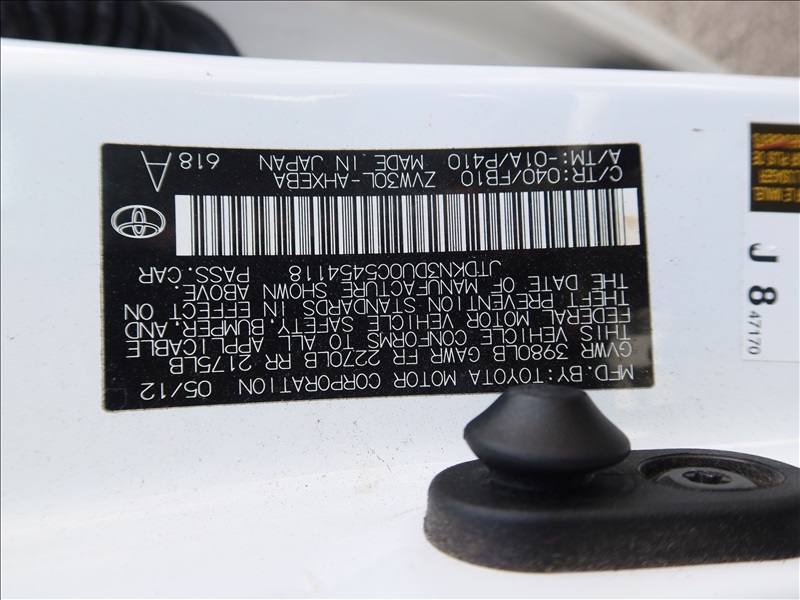 MFD.BY:TOYOTA MOTOR CORPORATION 05/12
GVWR 3980LB GAWR FR 2270LB RR 2175LB
THIS VEHICLE CONFORMS TO ALL APPLICABLE
FEDERAL MOTOR VEHICLE SAFETY, BUMPER, AND
THEFT PREVENTION STANDARDS IN EFFECT ON
THE DATE OF MANUFACTURE SHOWN ABOVE.
JTDKN3DU0C5454118 PASS.CAR
C/TR:040/FB10 ZVW30L-AHXEBA A
A/TM:-01A/P410 MADE IN JAPAN 618
J 8
47170